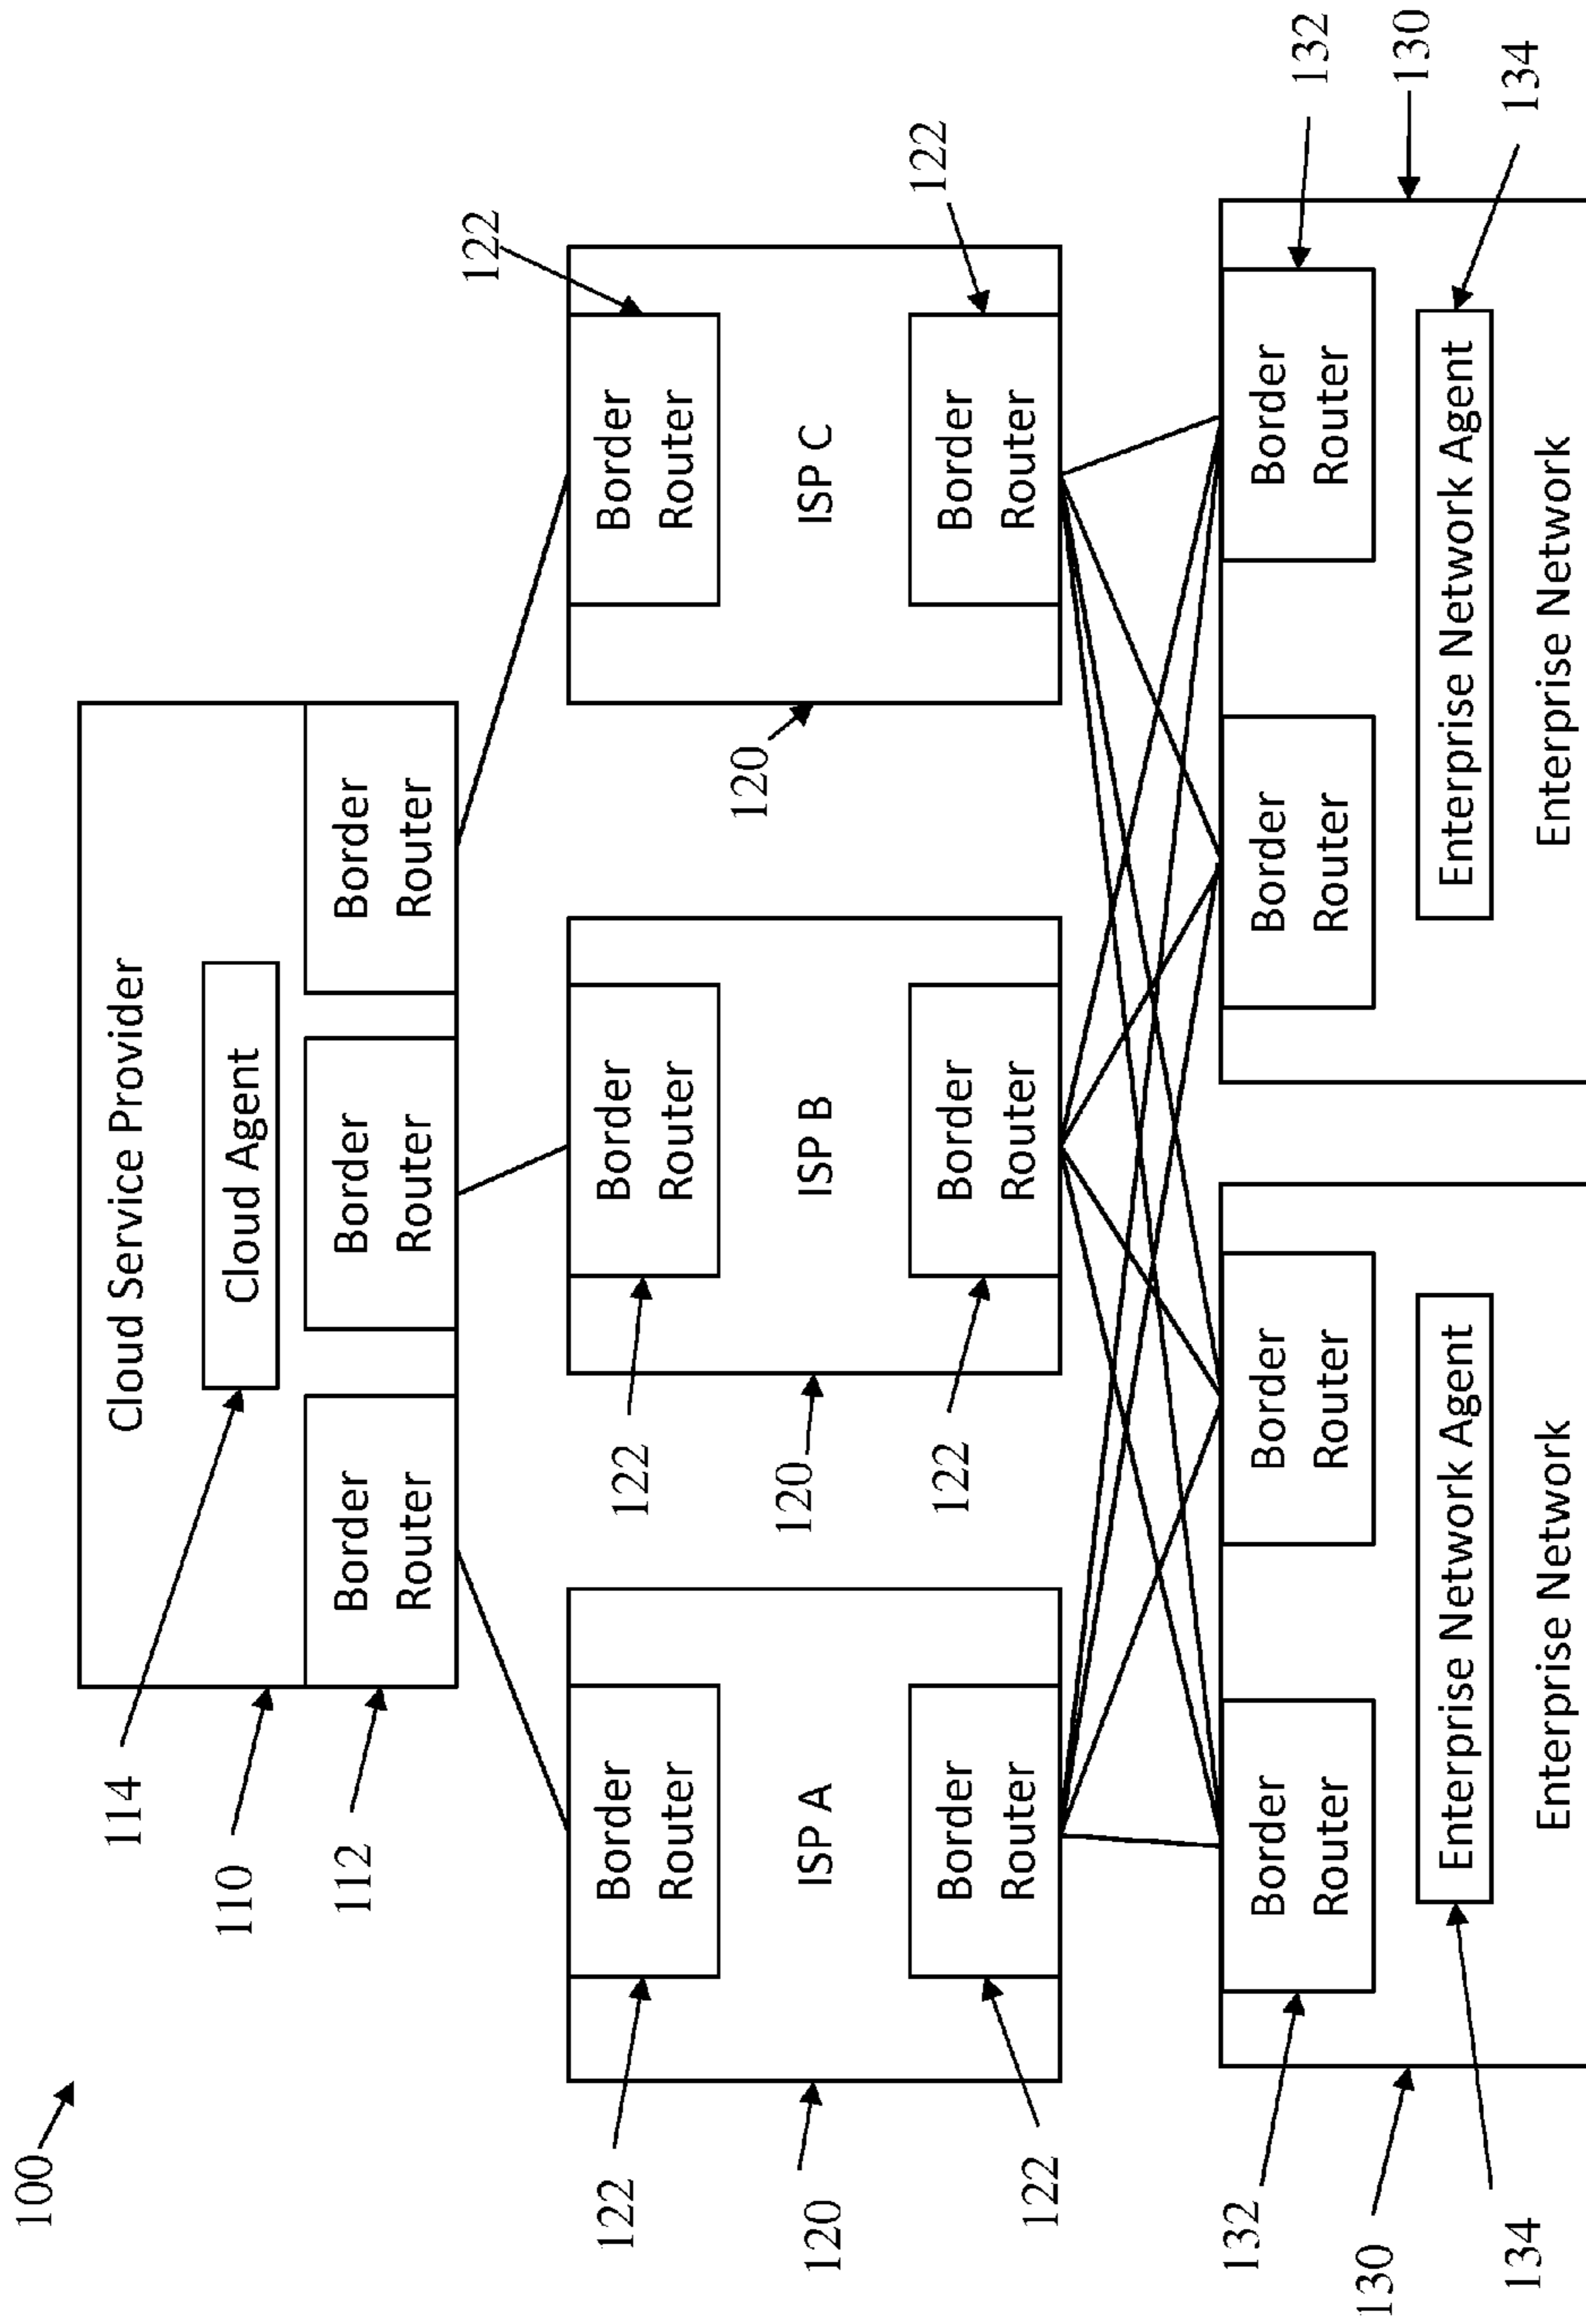 100
114
110
112
Cloud Service Provider
Cloud Agent
Border
Router
Border
Router
Border
Router
122
120
122
Border
Router
ISP A
Border
Router
122
120
122
Border
Router
ISP B
Border
Router
120
122
122
Border
Router
ISP C
Border
Router
132
130
134
Border
Router
Border
Router
Enterprise Network Agent
Enterprise Network
Border
Router
Border
Router
Enterprise Network Agent
Enterprise Network
132
130
134